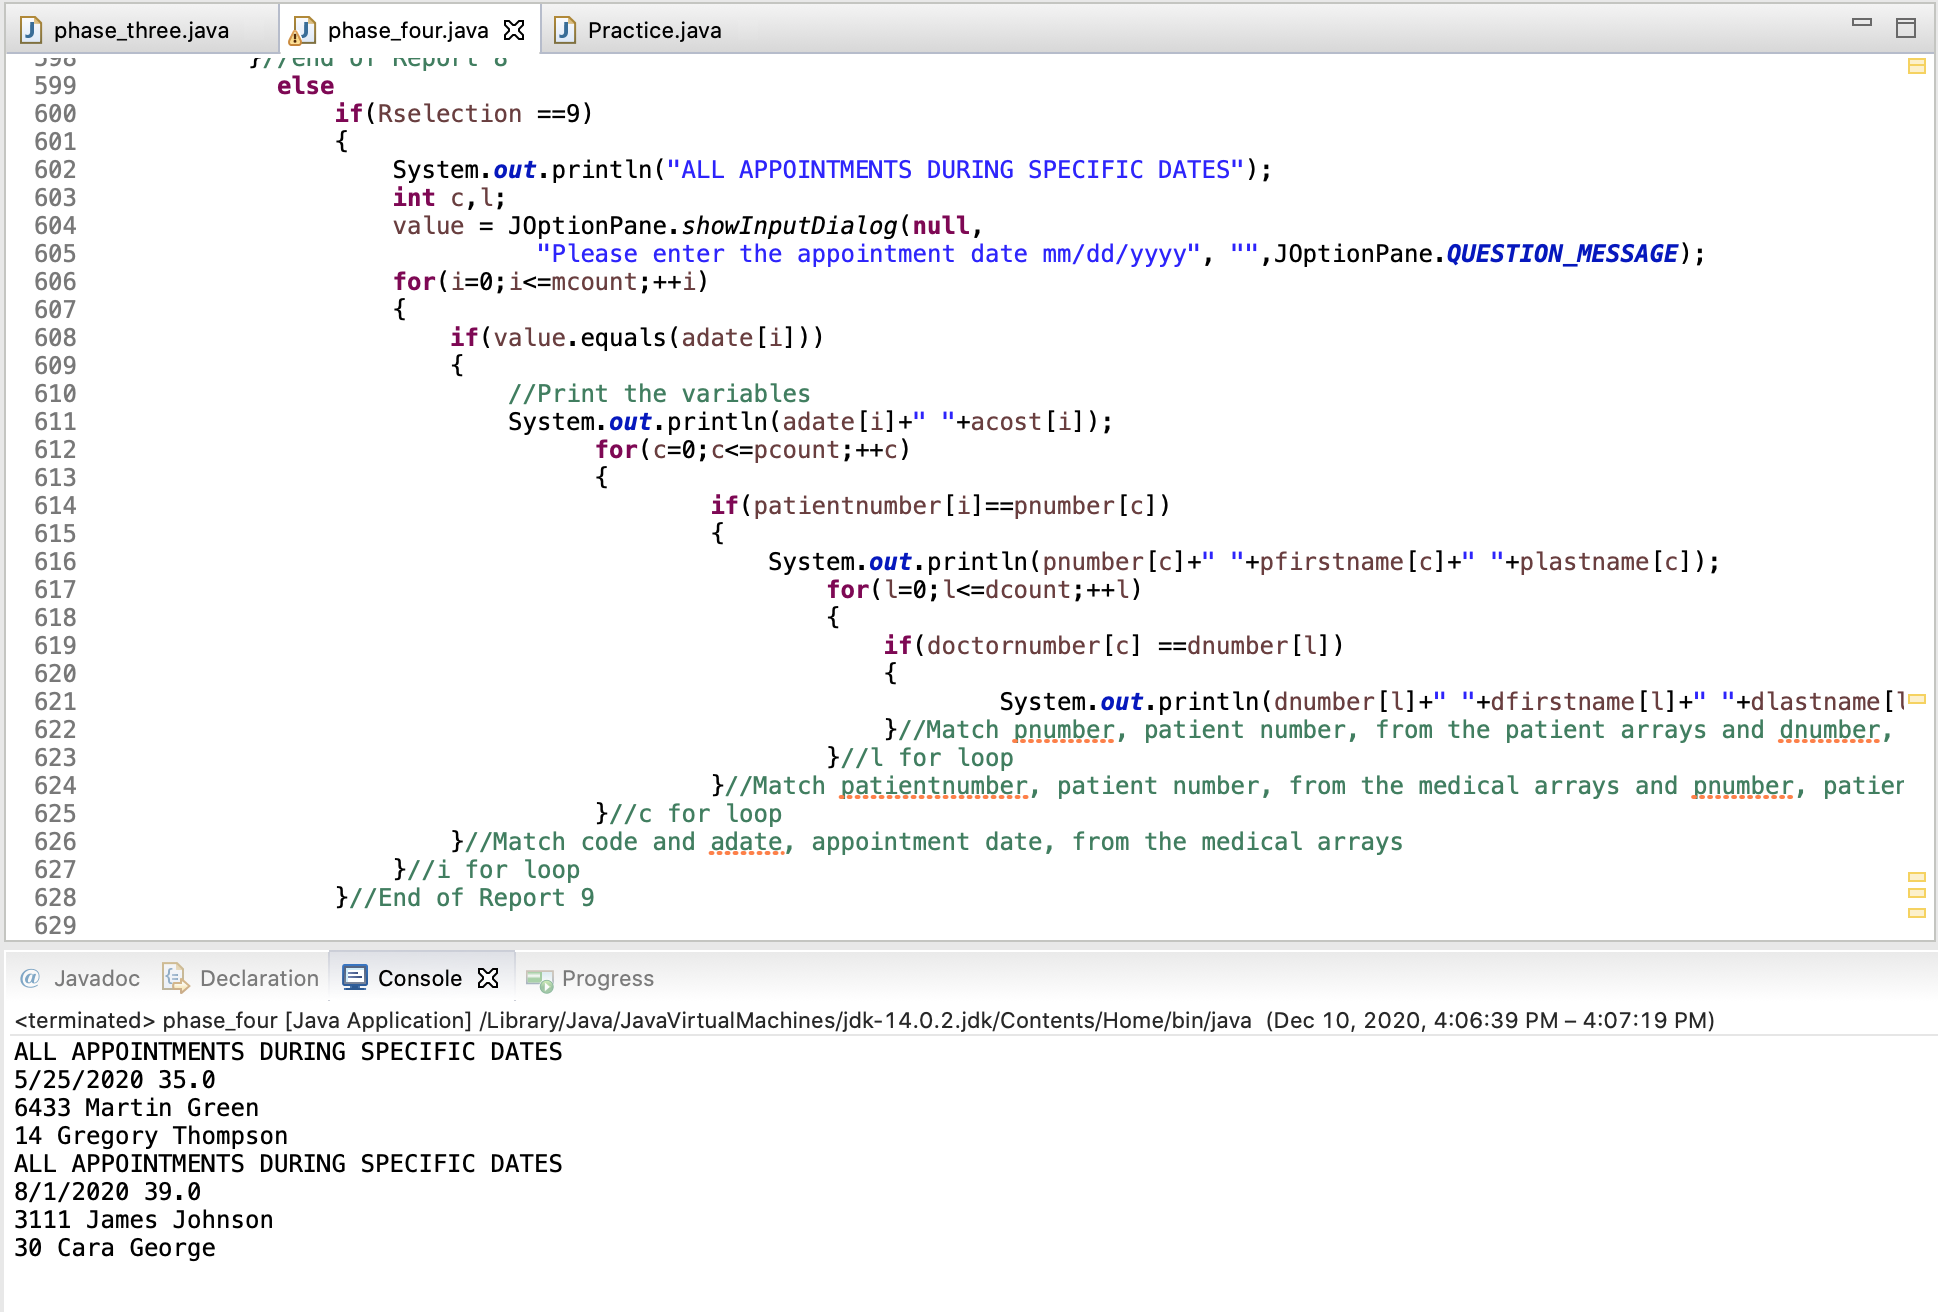 phase_three.java phase_four.java Practice.java
598 }//end of Report 8
599 else
600 if(Rselection ==9)
601 {
602 System.out.println("ALL APPOINTMENTS DURING SPECIFIC DATES");
603 int c,l;
604 value = JOptionPane.showInputDialog(null,
605 "Please enter the appointment date mm/dd/yyyy", "",JOptionPane.QUESTION_MESSAGE);
606 for(i=0;i<=mcount;++i)
607 {
608 if(value.equals(adate[i]))
609 {
610 //Print the variables
611 System.out.println(adate[i]+" "+acost[i]);
612 for(c=0;c<=pcount;++c)
613 {
614 if(patientnumber[i]==pnumber[c])
615 {
616 System.out.println(pnumber[c]+" "+pfirstname[c]+" "+plastname[c]);
617 for(l=0;l<=dcount;++l)
618 {
619 if(doctornumber[c] ==dnumber[l])
620 {
621 System.out.println(dnumber[l]+" "+dfirstname[l]+" "+dlastname[l
622 }//Match pnumber, patient number, from the patient arrays and dnumber,
623 }//l for loop
624 }//Match patientnumber, patient number, from the medical arrays and pnumber, patien
625 }//c for loop
626 }//Match code and adate, appointment date, from the medical arrays
627 }//i for loop
628 }//End of Report 9
629
@ Javadoc Declaration Console Progress
<terminated> phase_four [Java Application] /Library/Java/JavaVirtualMachines/jdk-14.0.2.jdk/Contents/Home/bin/java (Dec 10, 2020, 4:06:39 PM – 4:07:19 PM)
ALL APPOINTMENTS DURING SPECIFIC DATES
5/25/2020 35.0
6433 Martin Green
14 Gregory Thompson
ALL APPOINTMENTS DURING SPECIFIC DATES
8/1/2020 39.0
3111 James Johnson
30 Cara George